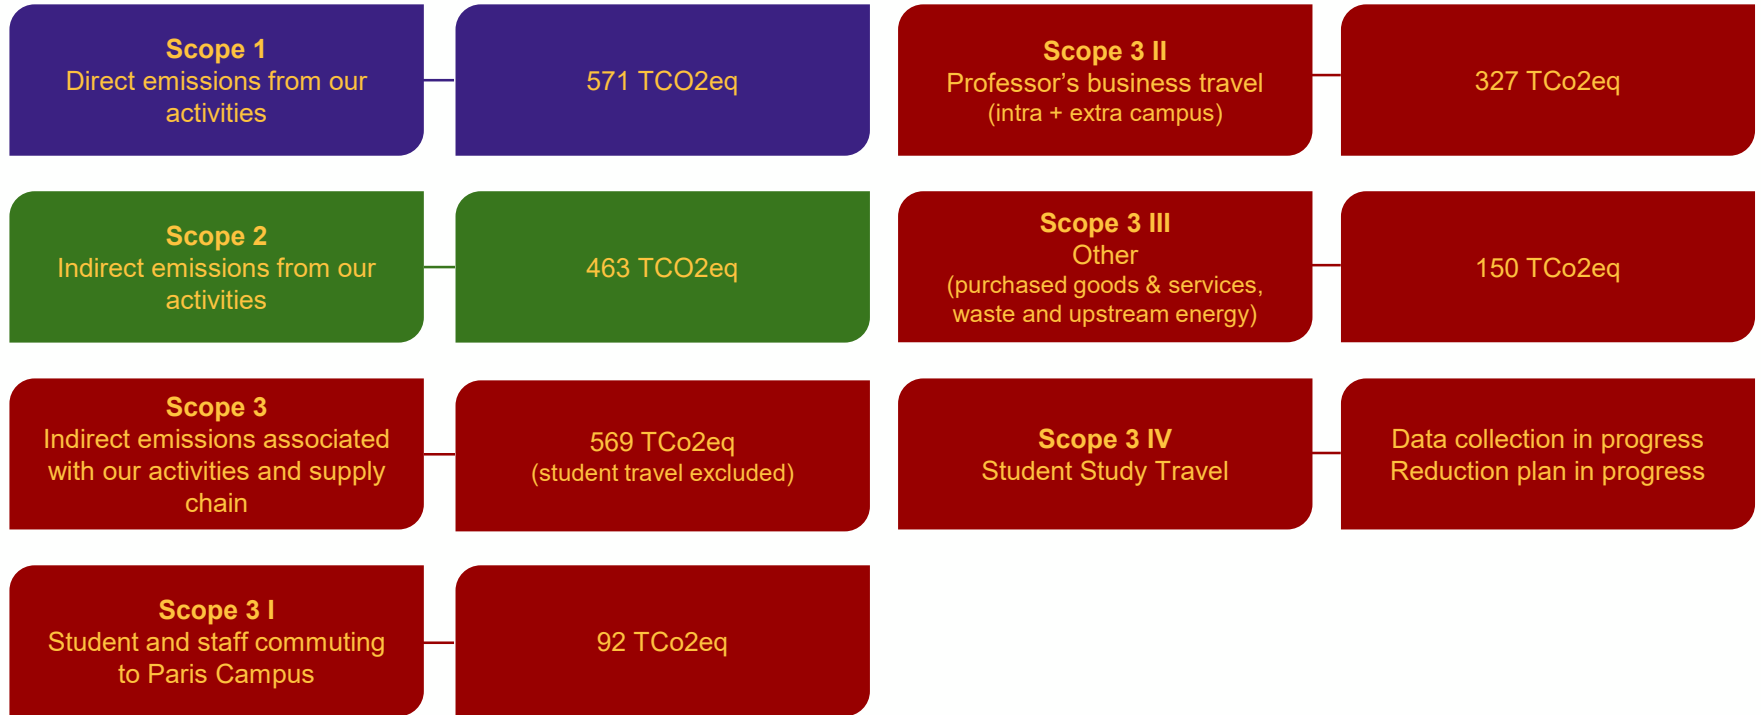 Scope 1
Direct emissions from our
activities
571 TCO2eq
Scope 2
Indirect emissions from our
activities
463 TCO2eq
Scope 3
Indirect emissions associated
with our activities and supply
chain
569 TCo2eq
(student travel excluded)
Scope 3 I
Student and staff commuting
to Paris Campus
92 TCo2eq
Scope 3 II
Professor’s business travel
(intra + extra campus)
327 TCo2eq
Scope 3 III
Other
(purchased goods & services,
waste and upstream energy)
150 TCo2eq
Scope 3 IV
Student Study Travel
Data collection in progress
Reduction plan in progress